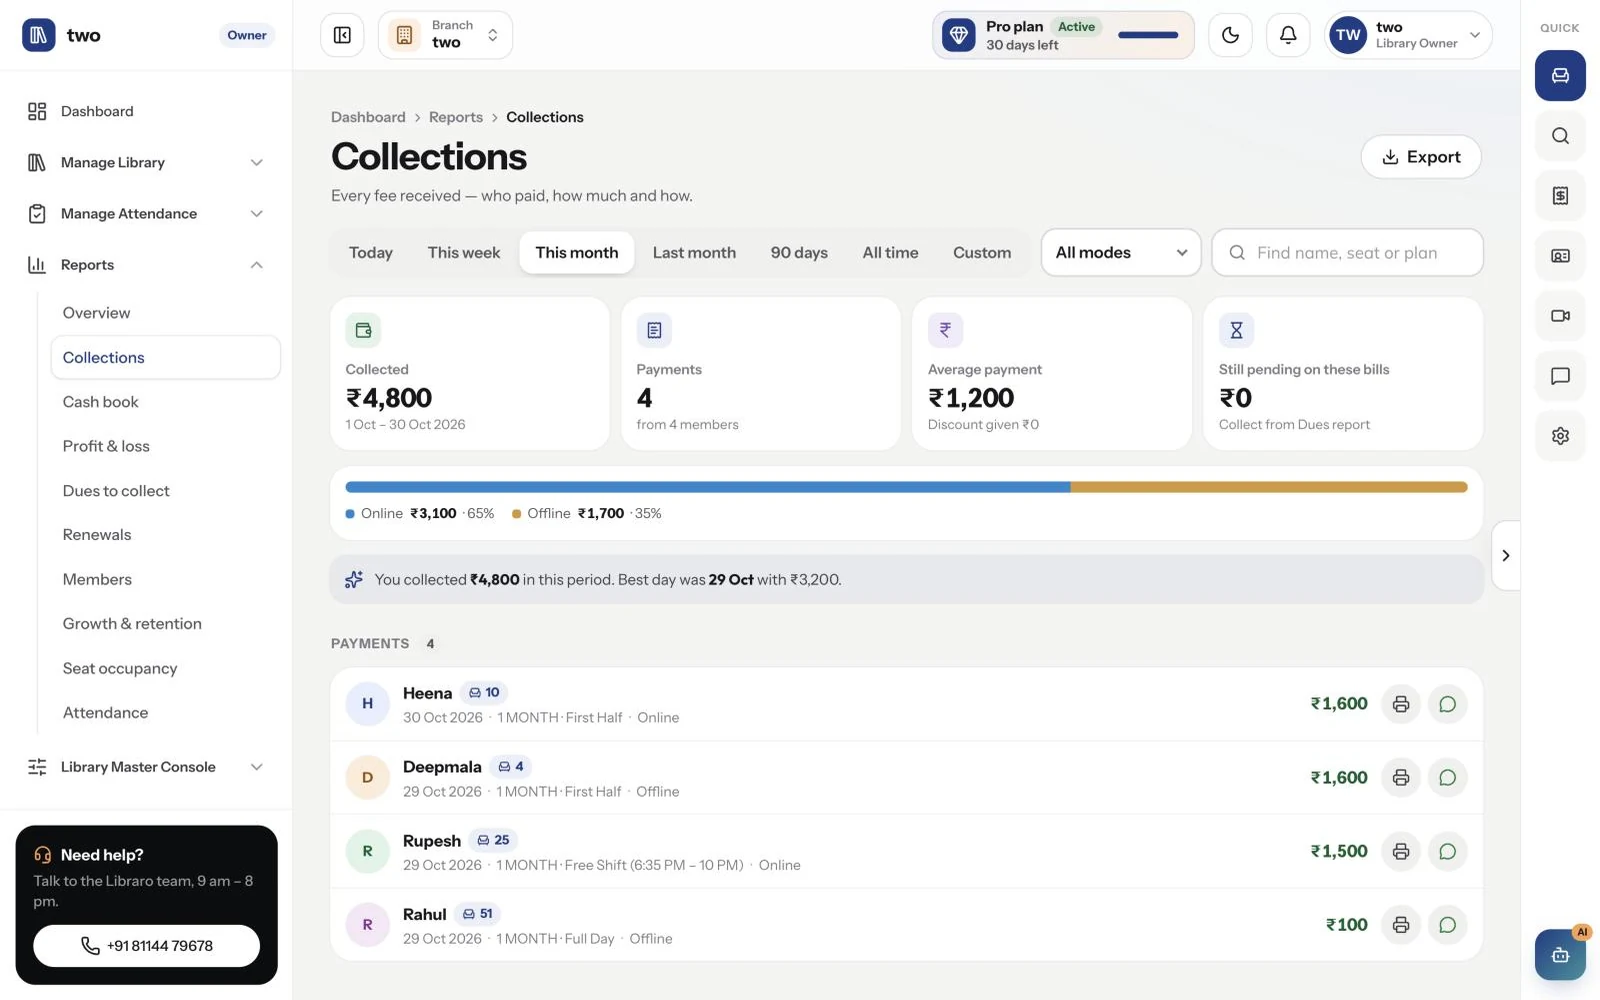 two
Owner
Dashboard
Manage Library
Manage Attendance
Reports
Overview
Collections
Cash book
Profit & loss
Dues to collect
Renewals
Members
Growth & retention
Seat occupancy
Attendance
Library Master Console
Need help?
Talk to the Libraro team, 9 am – 8
pm.
+91 81144 79678
Branch
two
Pro plan Active
30 days left
TW
two
Library Owner
Dashboard > Reports > Collections
Collections
Every fee received — who paid, how much and how.
Export
Today This week This month Last month 90 days All time Custom
All modes
Find name, seat or plan
Collected
₹4,800
1 Oct – 30 Oct 2026
Payments
4
from 4 members
₹
Average payment
₹1,200
Discount given ₹0
Still pending on these bills
₹0
Collect from Dues report
Online ₹3,100 · 65% Offline ₹1,700 · 35%
You collected ₹4,800 in this period. Best day was 29 Oct with ₹3,200.
PAYMENTS 4
H
Heena 10
30 Oct 2026 · 1 MONTH · First Half · Online
₹1,600
D
Deepmala 4
29 Oct 2026 · 1 MONTH · First Half · Offline
₹1,600
R
Rupesh 25
29 Oct 2026 · 1 MONTH · Free Shift (6:35 PM – 10 PM) · Online
₹1,500
R
Rahul 51
29 Oct 2026 · 1 MONTH · Full Day · Offline
₹100
QUICK
AI